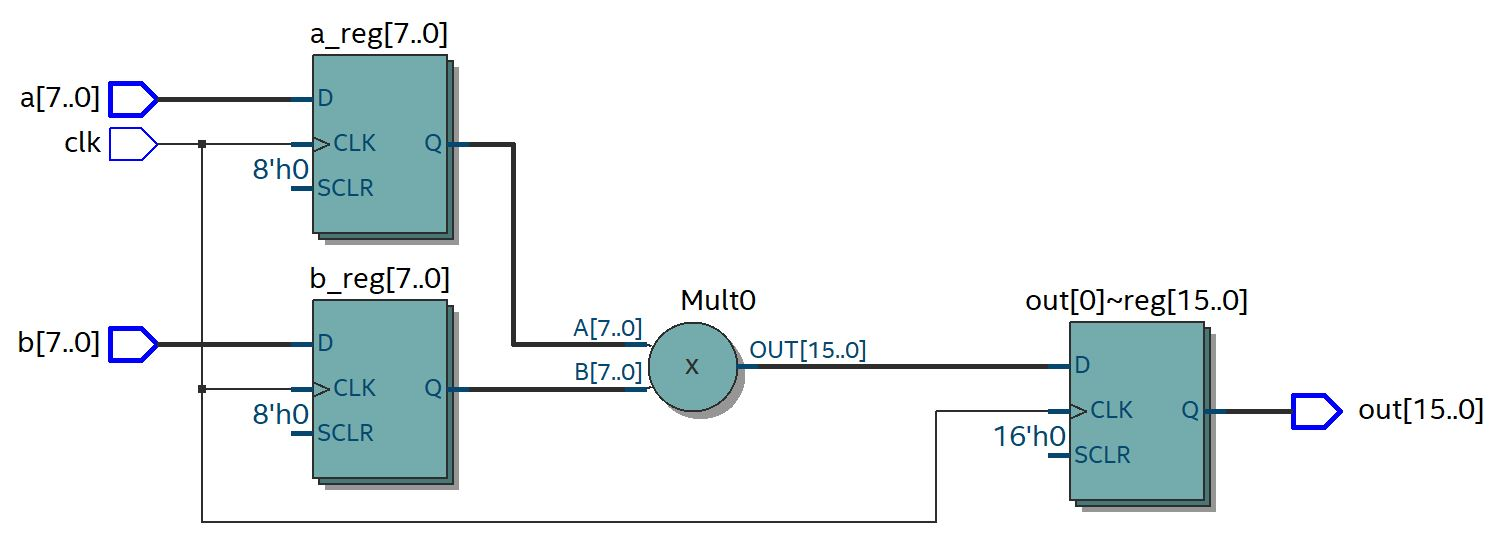 a_reg[7..0]
a[7..0]
D
clk
CLK
Q
8'h0
SCLR
b_reg[7..0]
b[7..0]
D
CLK
Q
8'h0
SCLR
Mult0
A[7..0]
B[7..0]
x
OUT[15..0]
out[0]~reg[15..0]
D
CLK
Q
16'h0
SCLR
out[15..0]